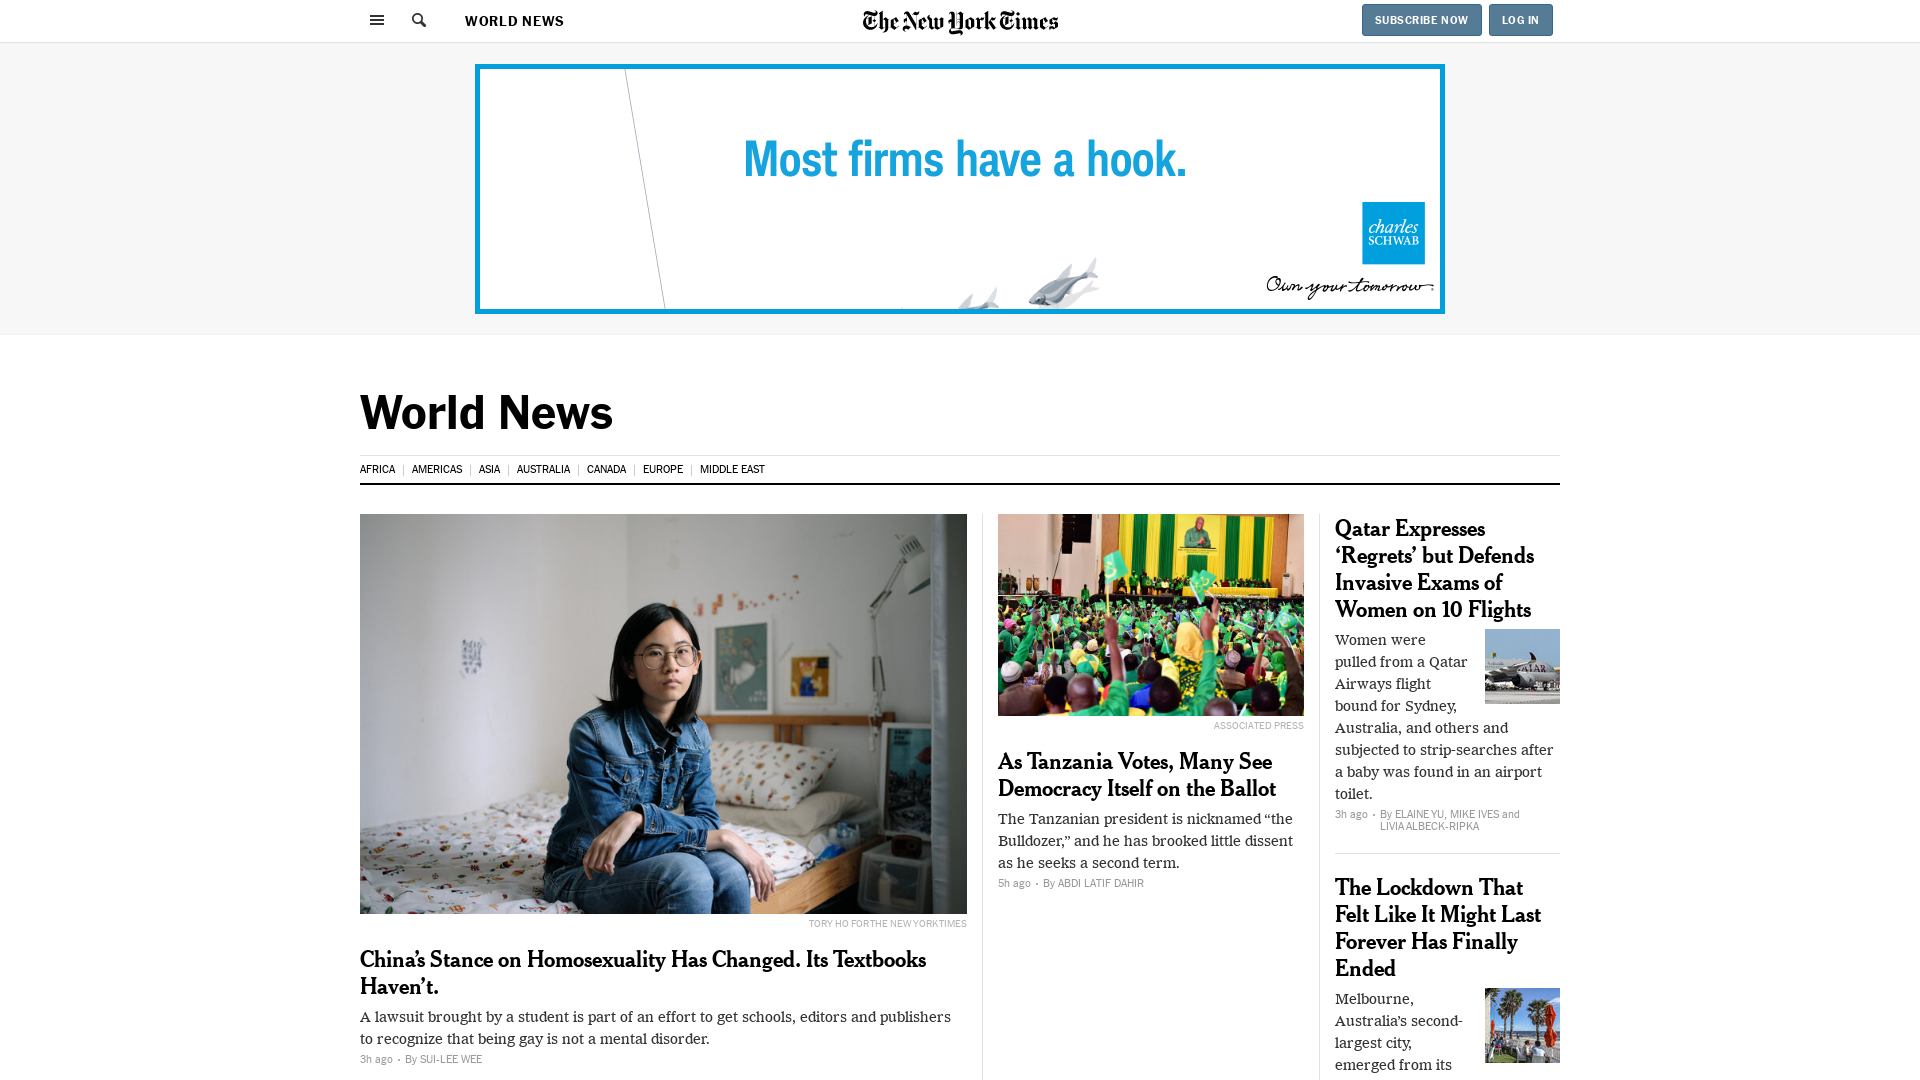 WORLD NEWS
The New York Times
SUBSCRIBE NOW
LOG IN
Most firms have a hook.
charles
SCHWAB
Own your tomorrow
World News
AFRICA
AMERICAS
ASIA
AUSTRALIA
CANADA
EUROPE
MIDDLE EAST
TORY HO FOR THE NEW YORK TIMES
China’s Stance on Homosexuality Has Changed. Its Textbooks
Haven’t.
A lawsuit brought by a student is part of an effort to get schools, editors and publishers
to recognize that being gay is not a mental disorder.
3h ago • By SUI-LEE WEE
ASSOCIATED PRESS
As Tanzania Votes, Many See
Democracy Itself on the Ballot
The Tanzanian president is nicknamed “the
Bulldozer,” and he has brooked little dissent
as he seeks a second term.
5h ago • By ABDI LATIF DAHIR
Qatar Expresses
‘Regrets’ but Defends
Invasive Exams of
Women on 10 Flights
Women were
pulled from a Qatar
Airways flight
bound for Sydney,
Australia, and others and
subjected to strip-searches after
a baby was found in an airport
toilet.
QATAR
3h ago • By ELAINE YU, MIKE IVES and
LIVIA ALBECK-RIPKA
The Lockdown That
Felt Like It Might Last
Forever Has Finally
Ended
Melbourne,
Australia’s second-
largest city,
emerged from its